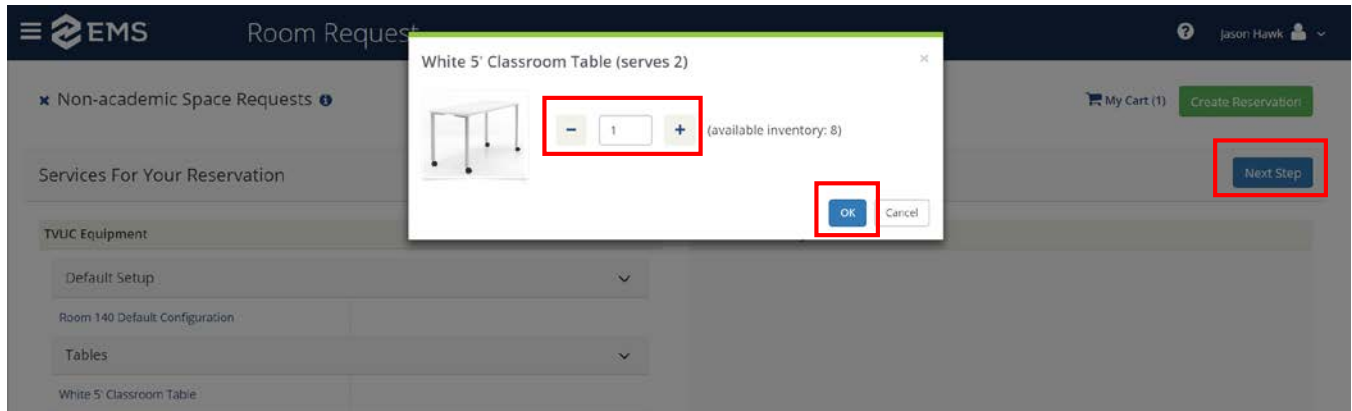 EMS
Room Request
? Jason Hawk
White 5' Classroom Table (serves 2)
×
× Non-academic Space Requests
My Cart (1)
Create Reservation
− 1 + (available inventory: 8)
Services For Your Reservation
Next Step
OK
Cancel
TVUC Equipment
Default Setup
Room 140 Default Configuration
Tables
White 5' Classroom Table